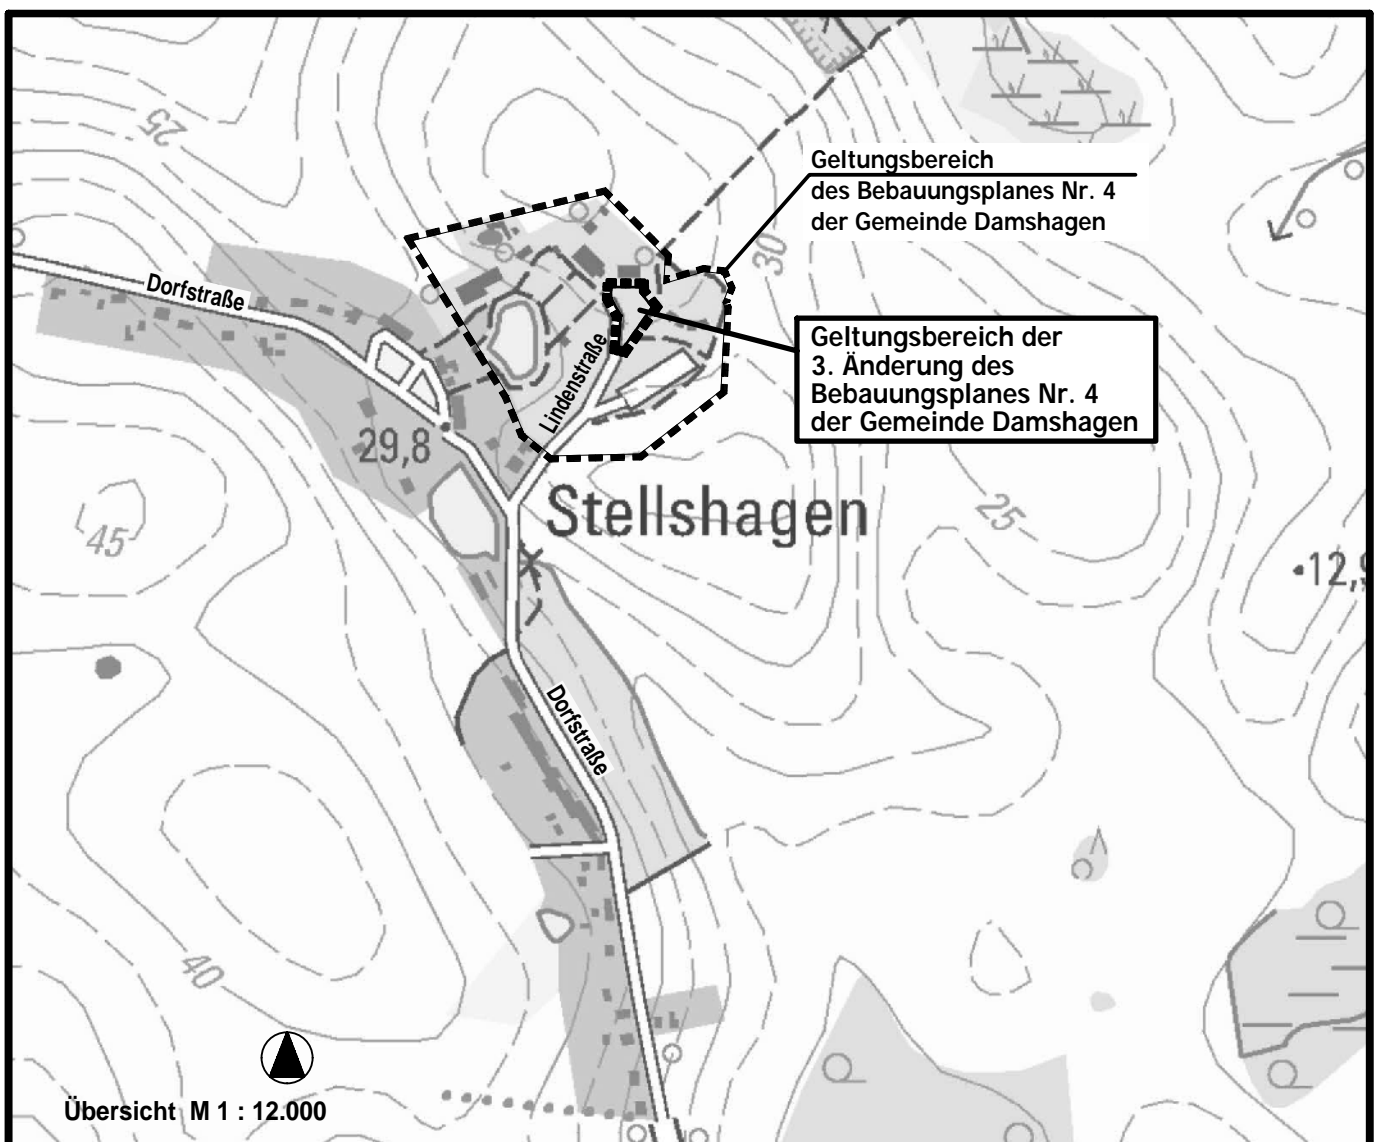 25
Geltungsbereich
des Bebauungsplanes Nr. 4
der Gemeinde Damshagen
30
Dorfstraße
Lindenstraße
Geltungsbereich der
3. Änderung des
Bebauungsplanes Nr. 4
der Gemeinde Damshagen
29,8
Stellshagen
25
45
Dorfstraße
40
Übersicht M 1 : 12.000